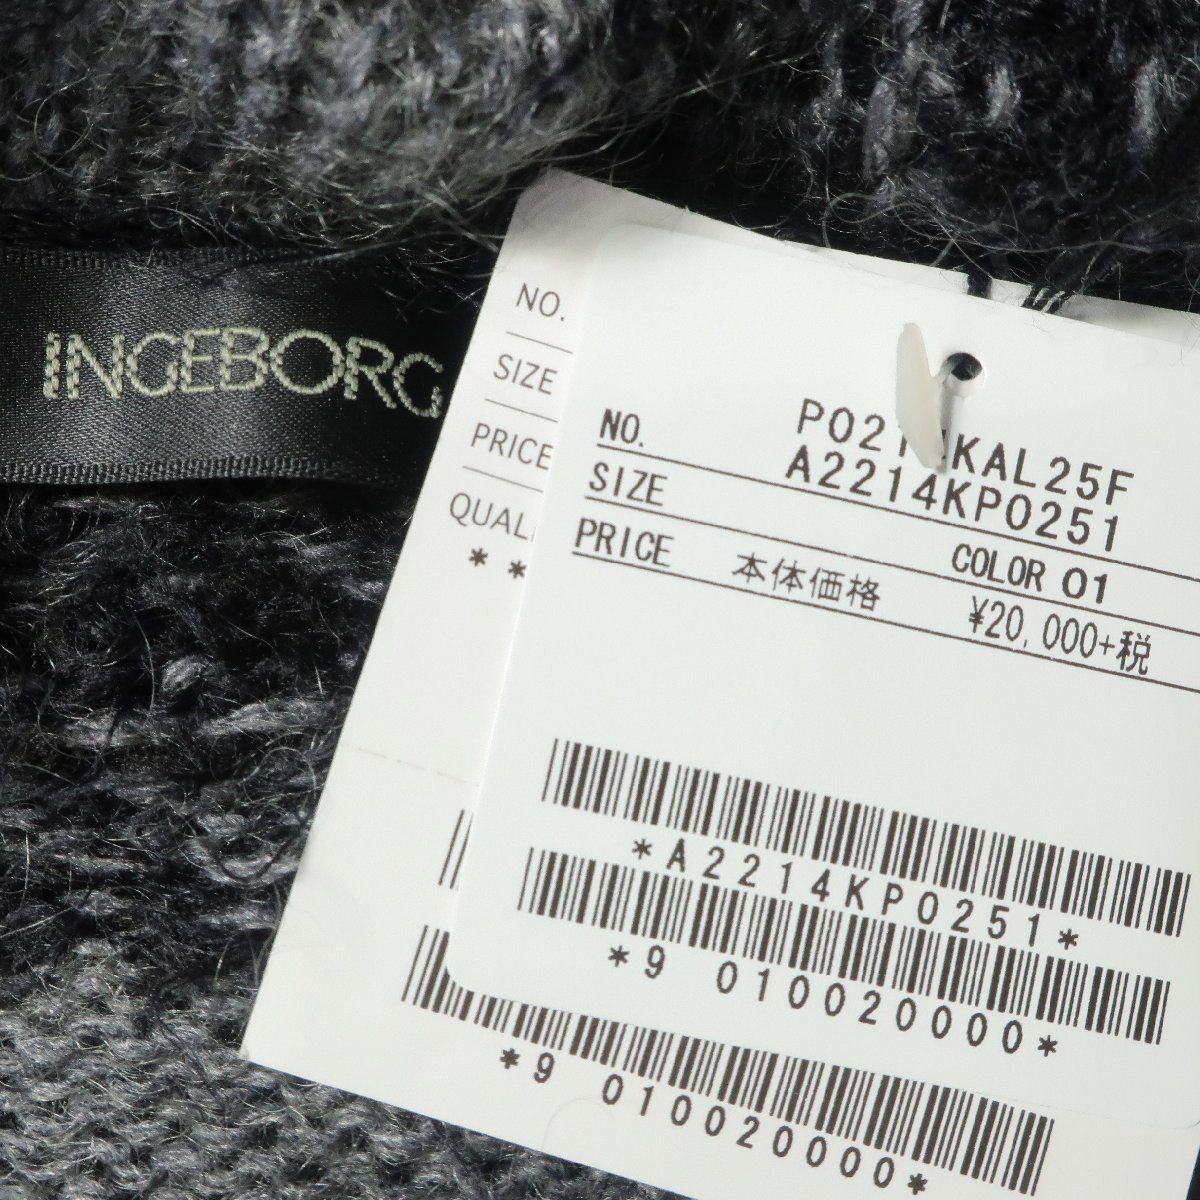 INGEBORG
NO.
SIZE
PRICE
QUAL
* *
NO. KAL25F
A2214KP0251
SIZE COLOR 01
PRICE 本体価格 ¥20,000+税
*A2214KP0251*
*9 010020000*
*9 010020000*